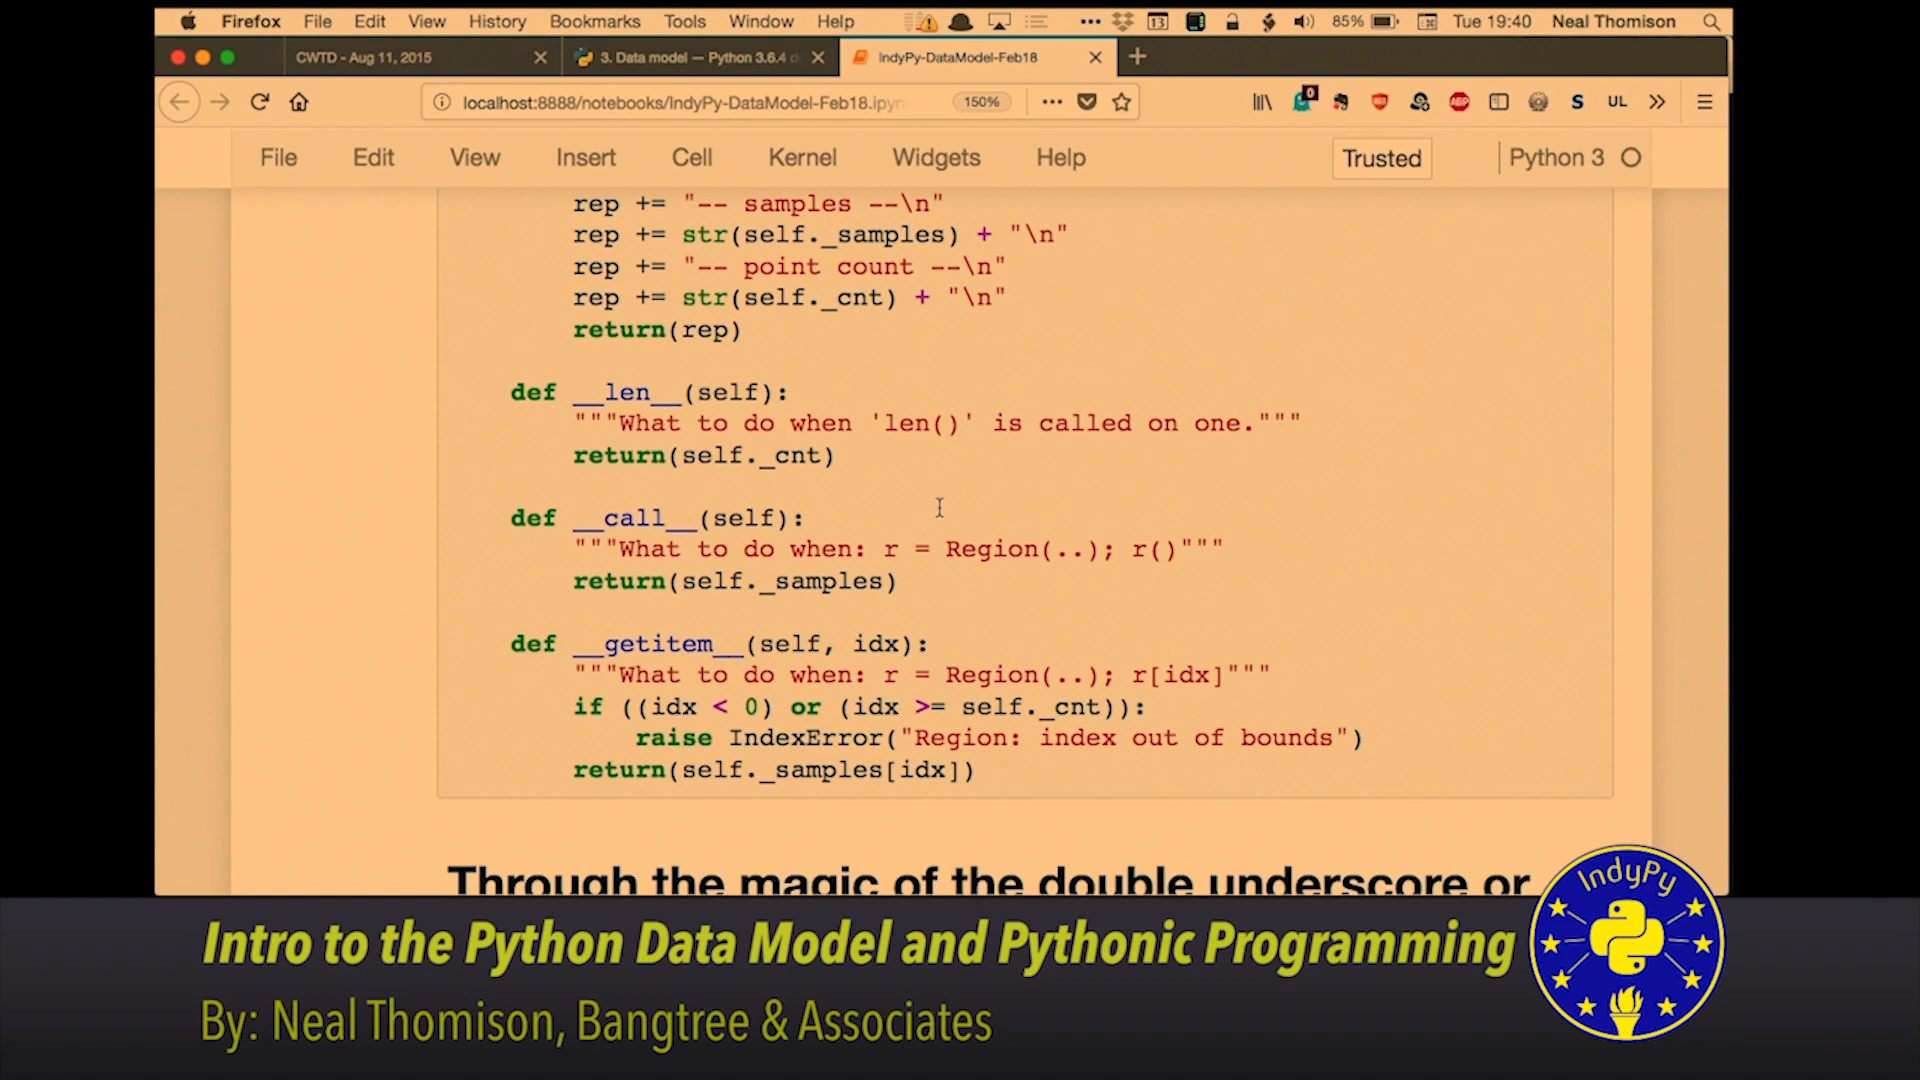 Firefox File Edit View History Bookmarks Tools Window Help 13 85% Tue 19:40 Neal Thomison
CWTD - Aug 11, 2015
3. Data model — Python 3.6.4 d
IndyPy-DataModel-Feb18
localhost:8888/notebooks/IndyPy-DataModel-Feb18.ipyn 150% 0 ABP S UL
File Edit View Insert Cell Kernel Widgets Help Trusted Python 3
rep += "-- samples --\n"
rep += str(self._samples) + "\n"
rep += "-- point count --\n"
rep += str(self._cnt) + "\n"
return(rep)
def __len__(self):
"""What to do when 'len()' is called on one."""
return(self._cnt)
def __call__(self):
"""What to do when: r = Region(..); r()"""
return(self._samples)
def __getitem__(self, idx):
"""What to do when: r = Region(..); r[idx]"""
if ((idx < 0) or (idx >= self._cnt)):
raise IndexError("Region: index out of bounds")
return(self._samples[idx])
Through the magic of the double underscore or
Intro to the Python Data Model and Pythonic Programming
By: Neal Thomison, Bangtree & Associates
IndyPy